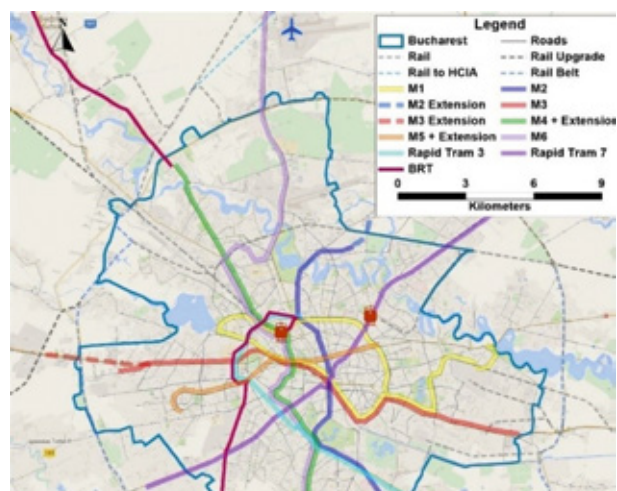 N
Legend
Bucharest Roads
Rail Rail Upgrade
Rail to HCIA Rail Belt
M1 M2
M2 Extension M3
M3 Extension M4 + Extension
M5 + Extension M6
Rapid Tram 3 Rapid Tram 7
BRT
0 3 6 9
Kilometers